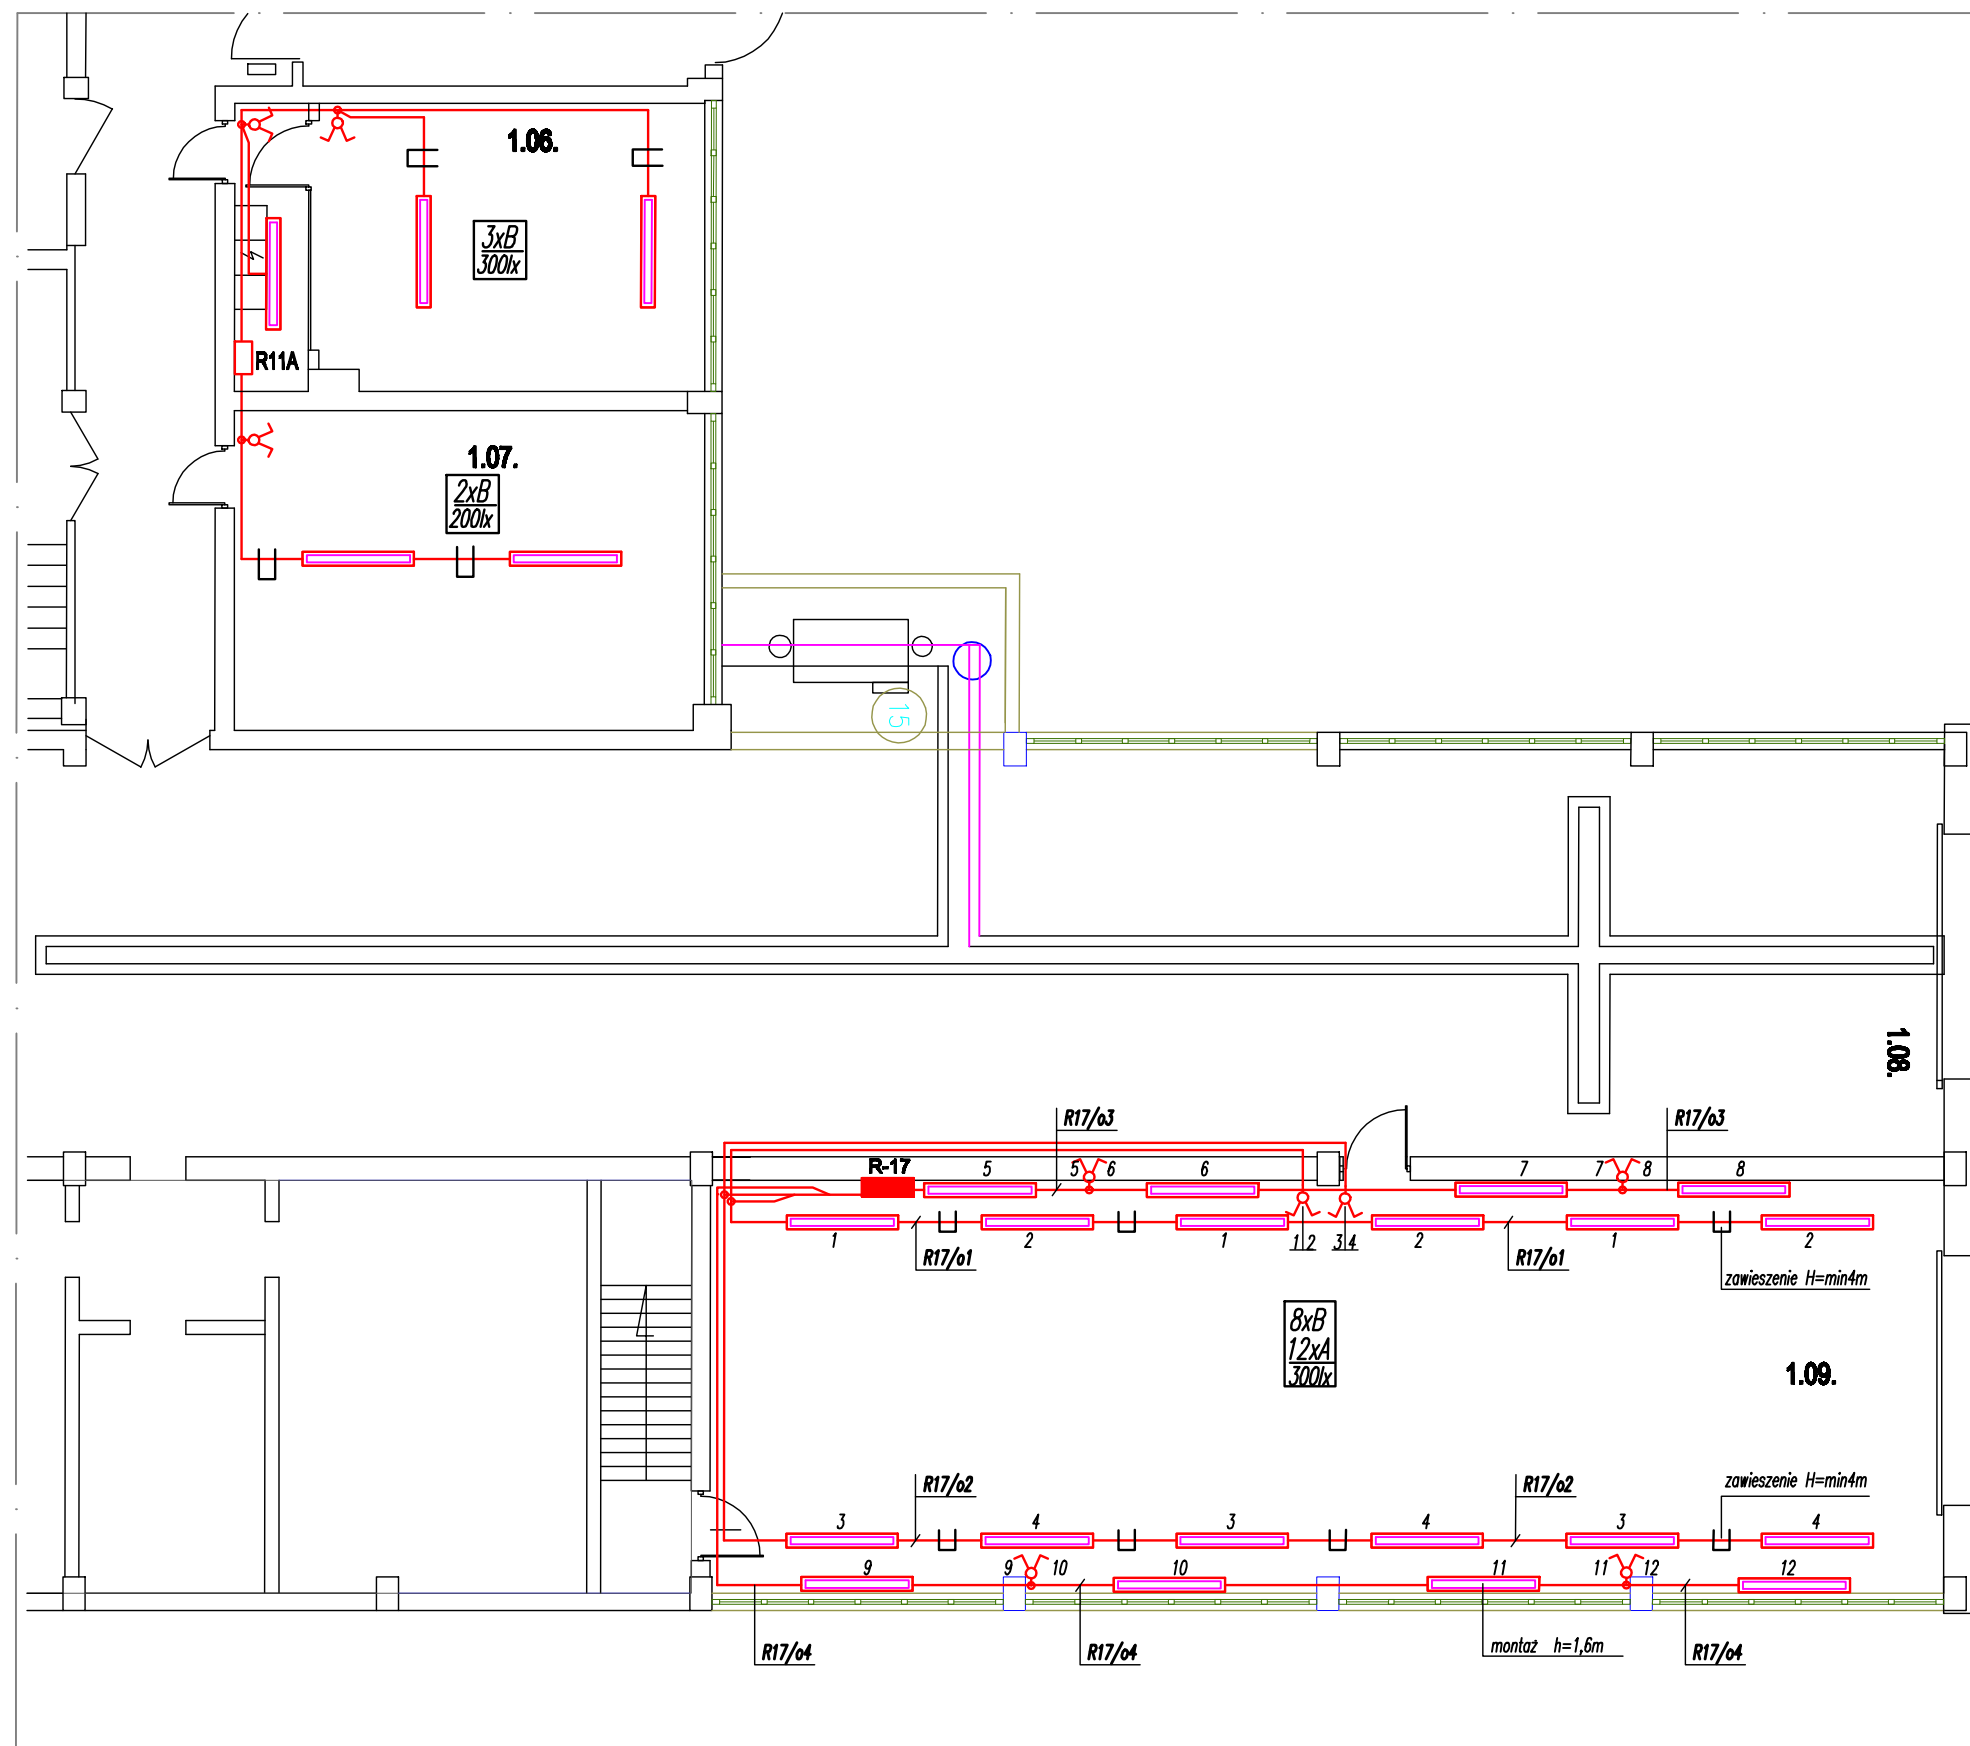 1.06.
3xB
300lx
R11A
1.07.
2xB
200lx
15
1.08.
R17/o3
R17/o3
R-17
5
5
6
6
7
7
8
8
1
2
1
1
2
3
4
2
1
2
R17/o1
R17/o1
zawieszenie H=min4m
8xB
12xA
300lx
1.09.
R17/o2
R17/o2
zawieszenie H=min4m
3
4
3
4
3
4
9
9
10
10
11
11
12
12
R17/o4
R17/o4
montaż h=1,6m
R17/o4